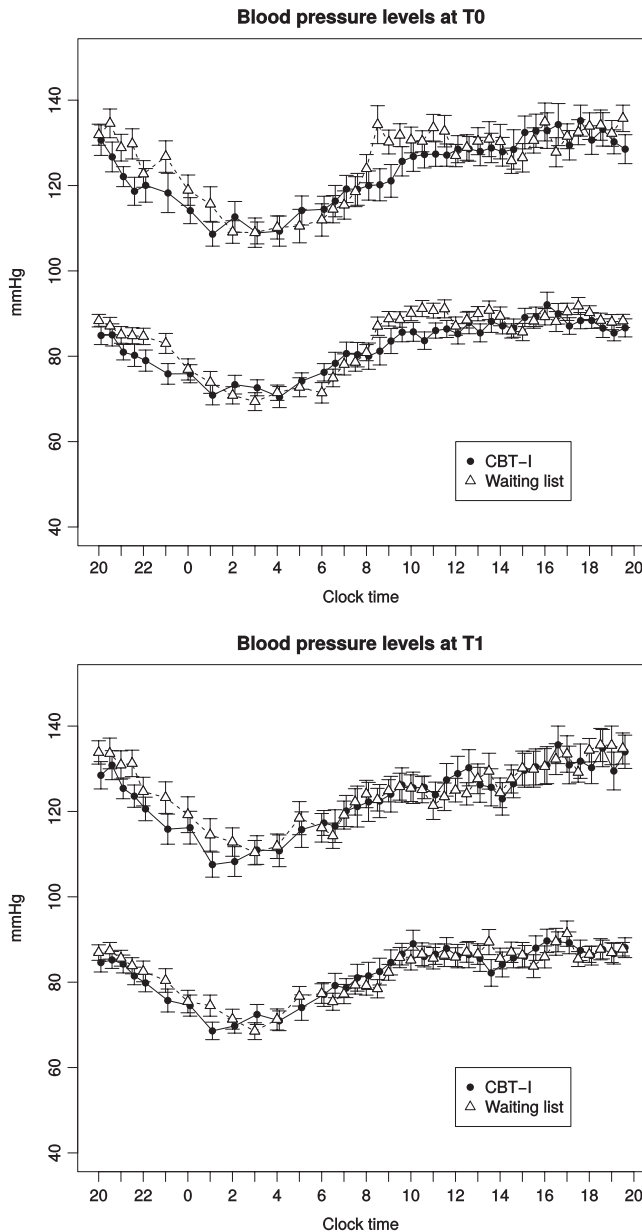 Blood pressure levels at T0
140
120
100
80
60
40
mmHg
CBT-I
Waiting list
20 22 0 2 4 6 8 10 12 14 16 18 20
Clock time
Blood pressure levels at T1
140
120
100
80
60
40
mmHg
CBT-I
Waiting list
20 22 0 2 4 6 8 10 12 14 16 18 20
Clock time